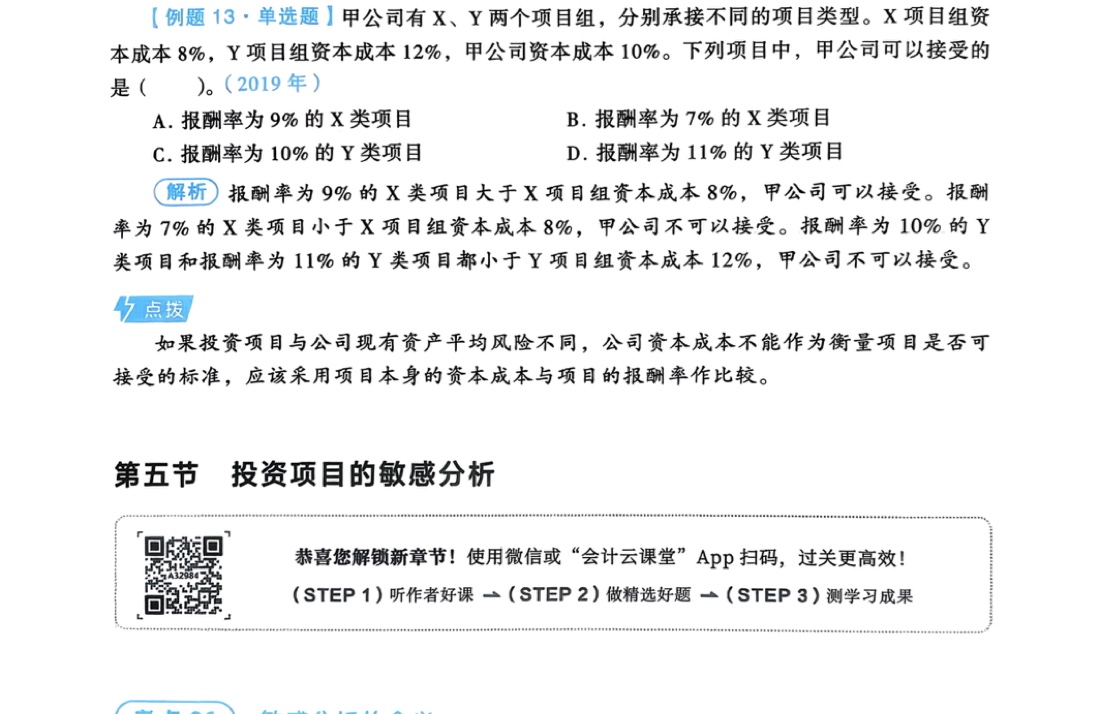 【例题 13·单选题】甲公司有 X、Y 两个项目组，分别承接不同的项目类型。X 项目组资
本成本 8%，Y 项目组资本成本 12%，甲公司资本成本 10%。下列项目中，甲公司可以接受的
是（　　）。（2019 年）
A. 报酬率为 9% 的 X 类项目　　B. 报酬率为 7% 的 X 类项目
C. 报酬率为 10% 的 Y 类项目　　D. 报酬率为 11% 的 Y 类项目
解析 报酬率为 9% 的 X 类项目大于 X 项目组资本成本 8%，甲公司可以接受。报酬
率为 7% 的 X 类项目小于 X 项目组资本成本 8%，甲公司不可以接受。报酬率为 10% 的 Y
类项目和报酬率为 11% 的 Y 类项目都小于 Y 项目组资本成本 12%，甲公司不可以接受。
点拨
如果投资项目与公司现有资产平均风险不同，公司资本成本不能作为衡量项目是否可
接受的标准，应该采用项目本身的资本成本与项目的报酬率作比较。
第五节　投资项目的敏感分析
恭喜您解锁新章节！使用微信或“会计云课堂”App 扫码，过关更高效！
A32984
（STEP 1）听作者好课 ⇀（STEP 2）做精选好题 ⇀（STEP 3）测学习成果